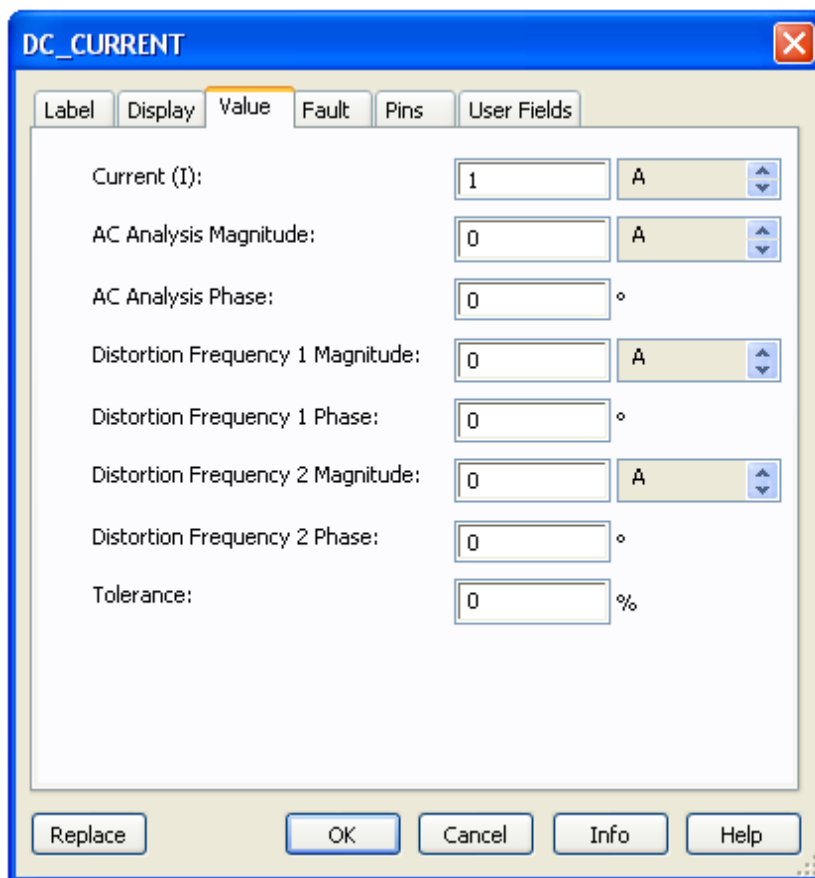 DC_CURRENT
Label Display Value Fault Pins User Fields
Current (I): 1 A
AC Analysis Magnitude: 0 A
AC Analysis Phase: 0 °
Distortion Frequency 1 Magnitude: 0 A
Distortion Frequency 1 Phase: 0 °
Distortion Frequency 2 Magnitude: 0 A
Distortion Frequency 2 Phase: 0 °
Tolerance: 0 %
Replace OK Cancel Info Help